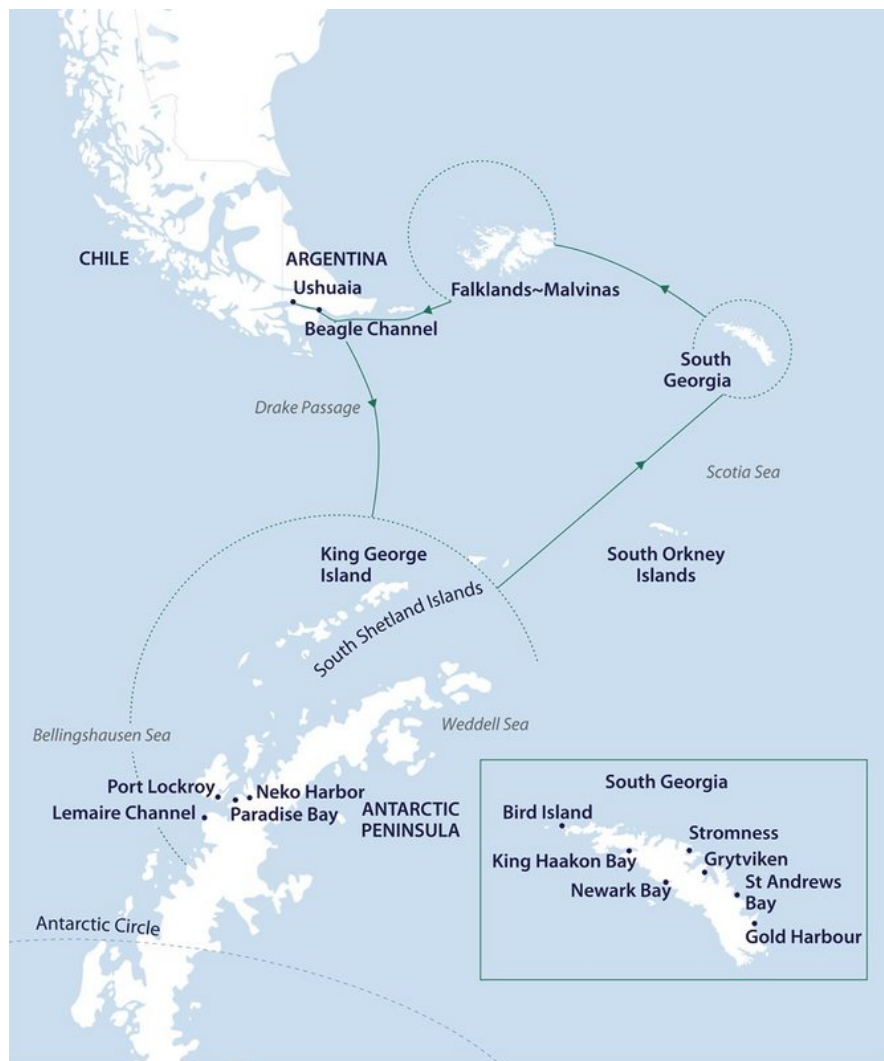 CHILE
ARGENTINA
Ushuaia
Beagle Channel
Falklands~Malvinas
South
Georgia
Drake Passage
Scotia Sea
King George
Island
South Orkney
Islands
South Shetland Islands
Weddell Sea
Bellingshausen Sea
Port Lockroy
Neko Harbor
Lemaire Channel
Paradise Bay
ANTARCTIC
PENINSULA
Antarctic Circle
South Georgia
Bird Island
Stromness
King Haakon Bay
Grytviken
Newark Bay
St Andrews
Bay
Gold Harbour